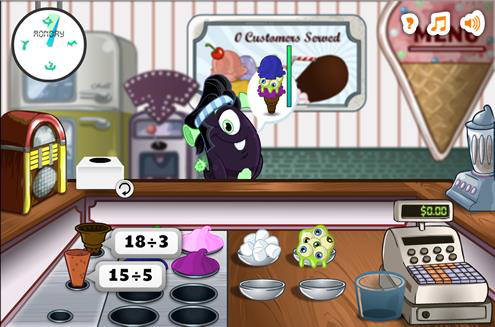 MONDAY
0 Customers Served
MENU
?
$0.00
18÷3
15÷5